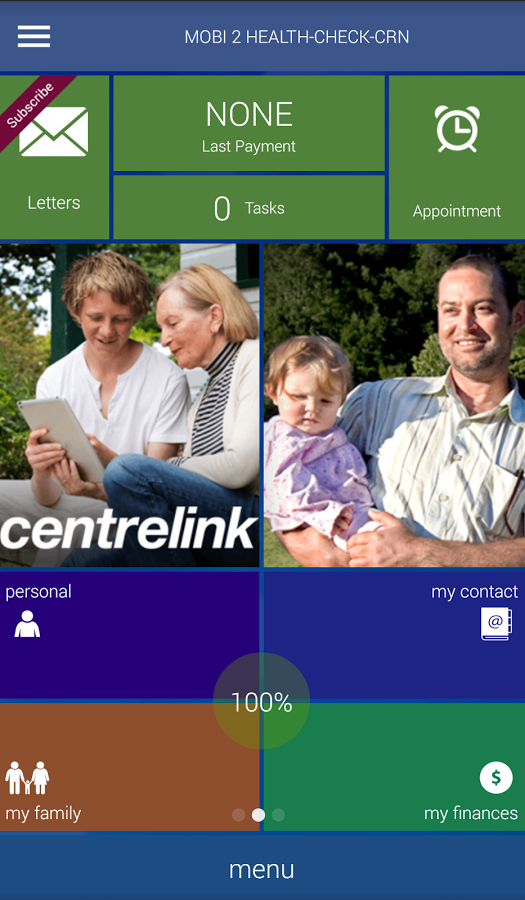 MOBI 2 HEALTH-CHECK-CRN
Subscribe
Letters
NONE
Last Payment
0 Tasks
Appointment
centrelink
personal
my contact
@
100%
$
my family
my finances
menu